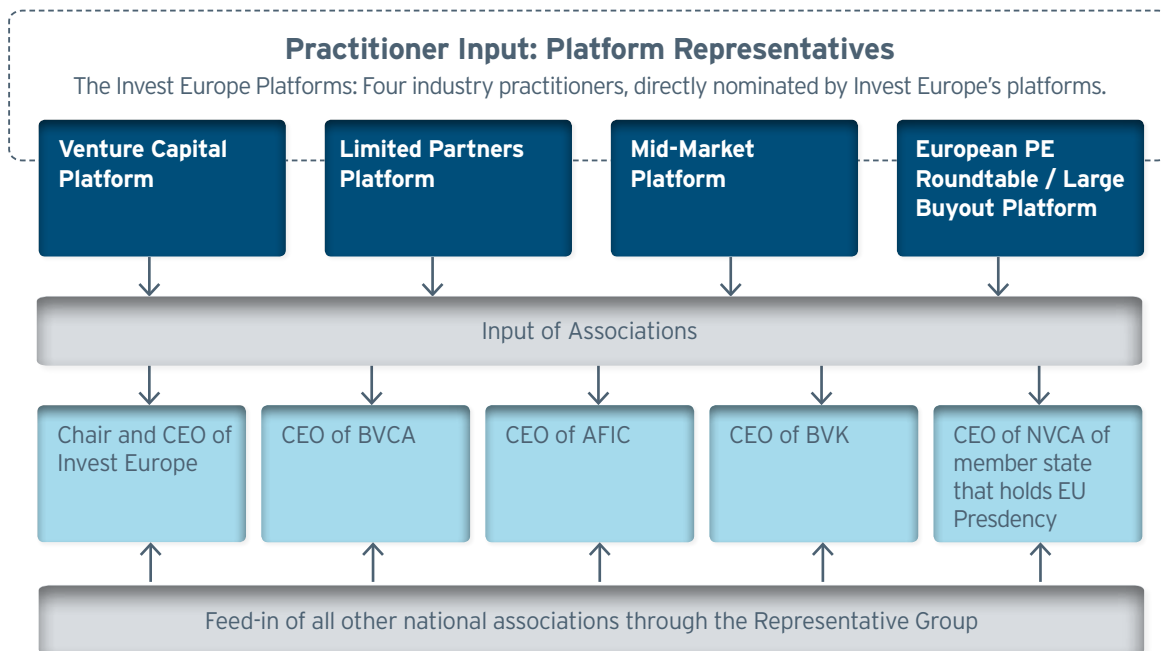 Practitioner Input: Platform Representatives
The Invest Europe Platforms: Four industry practitioners, directly nominated by Invest Europe's platforms.
Venture Capital
Platform
Limited Partners
Platform
Mid-Market
Platform
European PE
Roundtable / Large
Buyout Platform
Input of Associations
Chair and CEO of
Invest Europe
CEO of BVCA
CEO of AFIC
CEO of BVK
CEO of NVCA of
member state
that holds EU
Presdency
Feed-in of all other national associations through the Representative Group